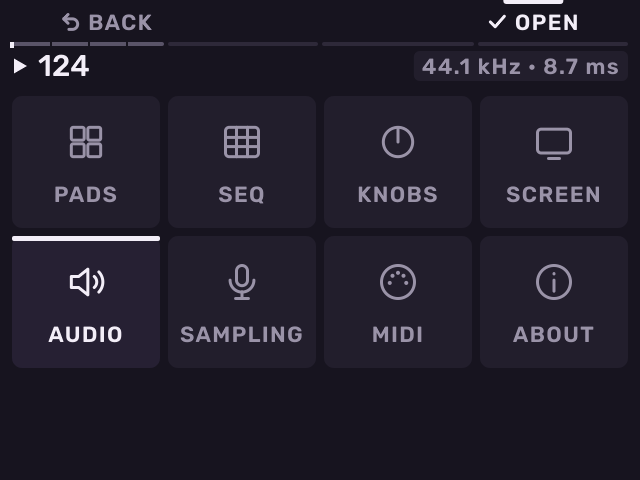 BACK
OPEN
124
44.1 kHz • 8.7 ms
PADS
SEQ
KNOBS
SCREEN
AUDIO
SAMPLING
MIDI
ABOUT